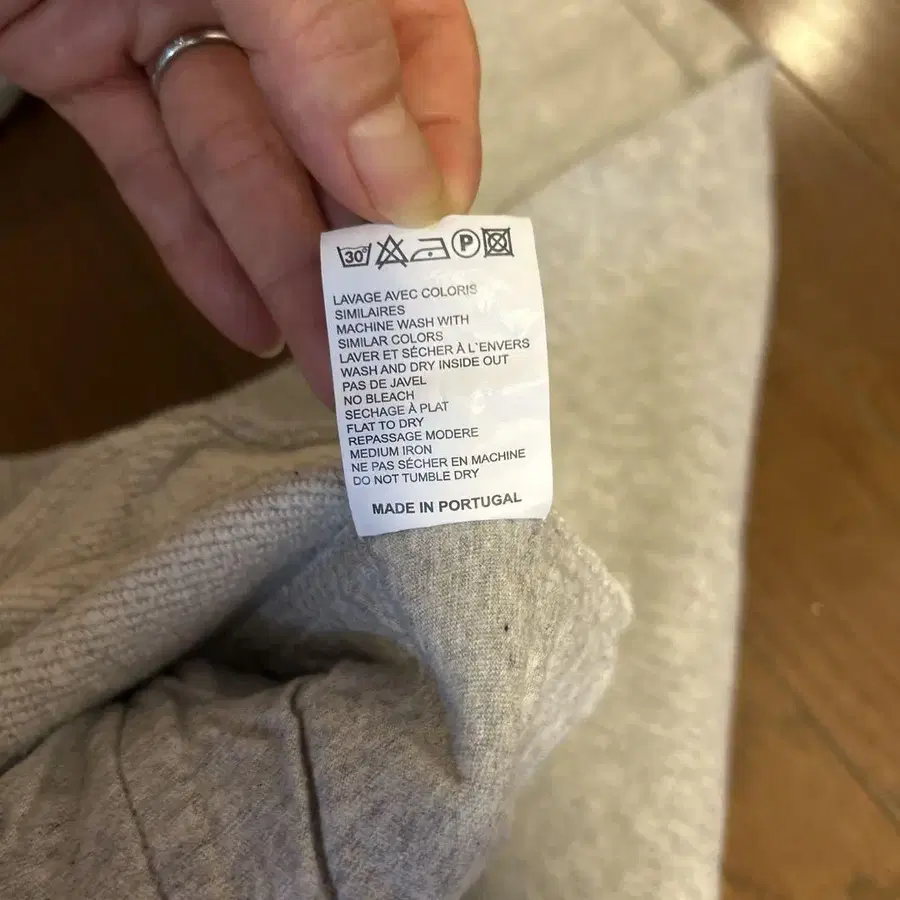 30° P
LAVAGE AVEC COLORIS
SIMILAIRES
MACHINE WASH WITH
SIMILAR COLORS
LAVER ET SÉCHER À L`ENVERS
WASH AND DRY INSIDE OUT
PAS DE JAVEL
NO BLEACH
SECHAGE À PLAT
FLAT TO DRY
REPASSAGE MODERE
MEDIUM IRON
NE PAS SÉCHER EN MACHINE
DO NOT TUMBLE DRY
MADE IN PORTUGAL